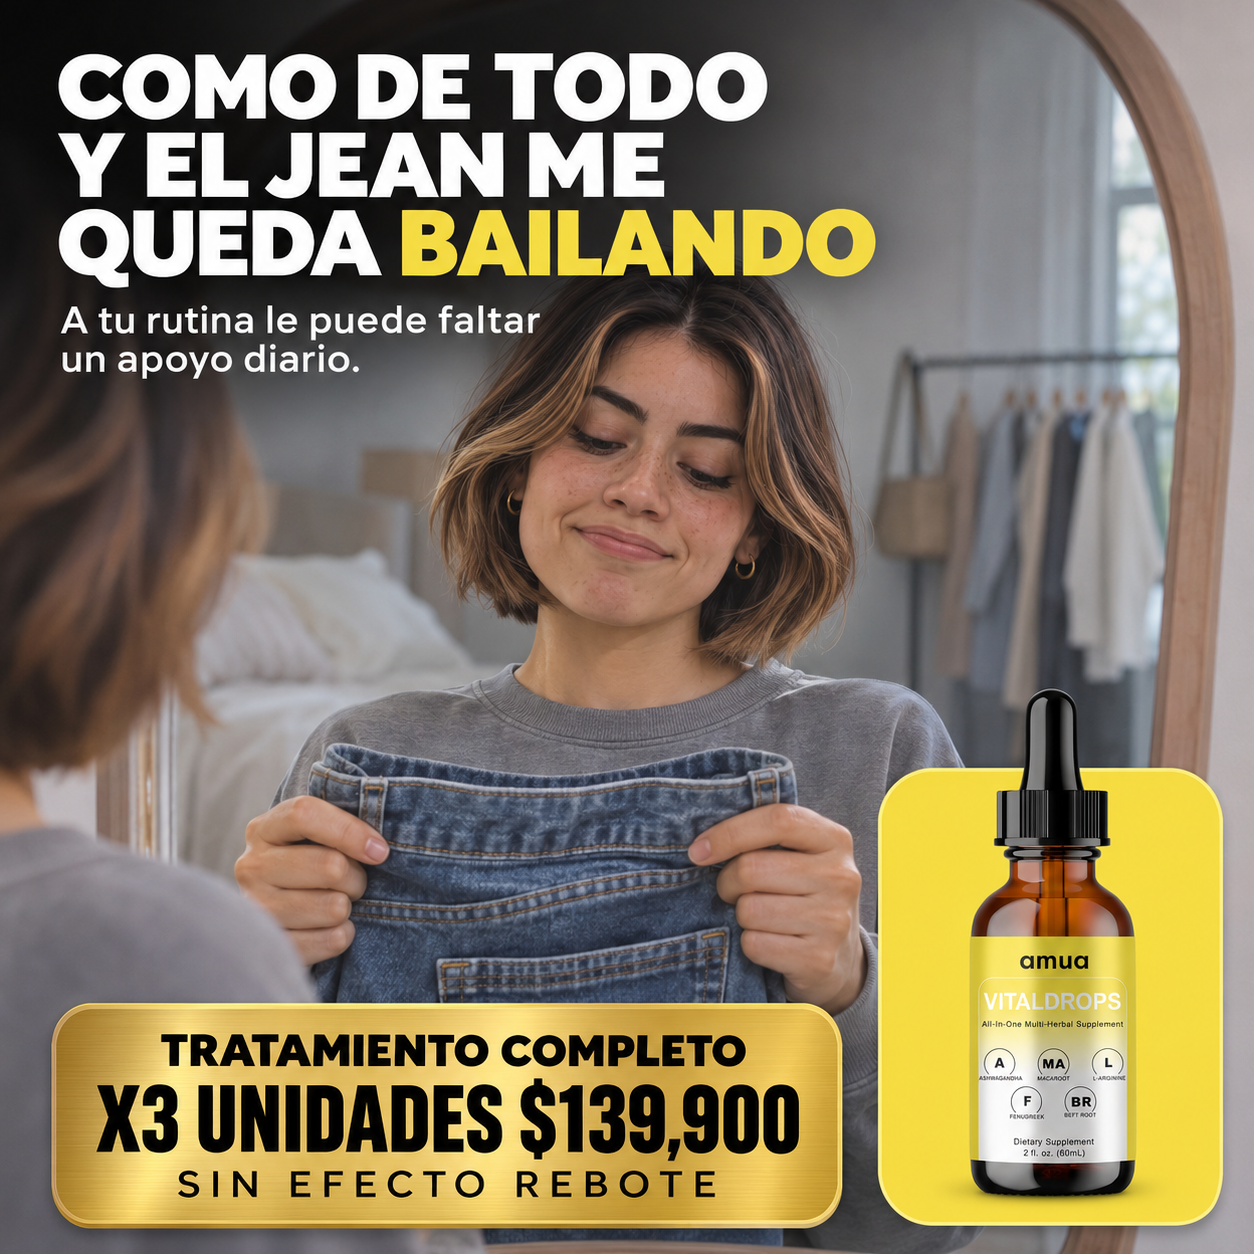 COMO DE TODO
Y EL JEAN ME
QUEDA BAILANDO
A tu rutina le puede faltar
un apoyo diario.
TRATAMIENTO COMPLETO
X3 UNIDADES $139,900
SIN EFECTO REBOTE
amua
VITALDROPS
All-In-One Multi-Herbal Supplement
A MA L
ASHWAGANDHA MACAROOT L-ARGININE
F BR
FENUGREEK BEFT ROOT
Dietary Supplement
2 fl. oz. (60mL)